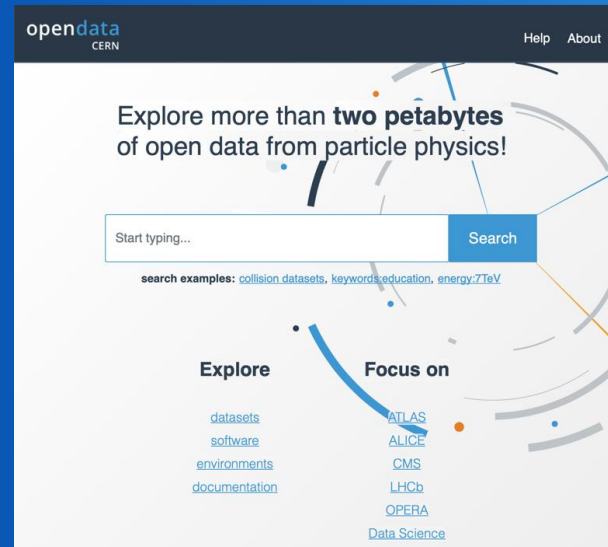 opendata
CERN
Help About
Explore more than two petabytes
of open data from particle physics!
Start typing...
Search
search examples: collision datasets, keywords:education, energy:7TeV
Explore
datasets
software
environments
documentation
Focus on
ATLAS
ALICE
CMS
LHCb
OPERA
Data Science